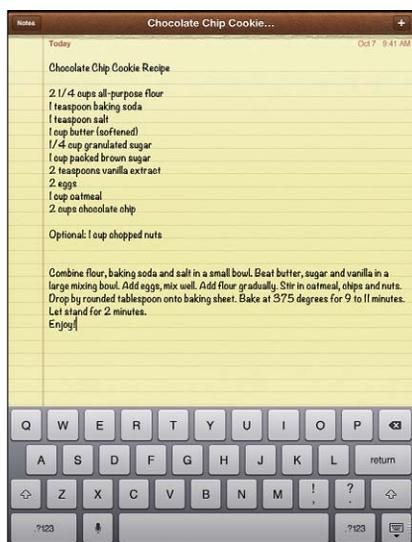 Notes
Chocolate Chip Cookie...
+
Today
Oct 7 9:41 AM
Chocolate Chip Cookie Recipe
2 1/4 cups all-purpose flour
1 teaspoon baking soda
1 teaspoon salt
1 cup butter (softened)
1/4 cup granulated sugar
1 cup packed brown sugar
2 teaspoons vanilla extract
2 eggs
1 cup oatmeal
2 cups chocolate chip
Optional: 1 cup chopped nuts
Combine flour, baking soda and salt in a small bowl. Beat butter, sugar and vanilla in a
large mixing bowl. Add eggs, mix well. Add flour gradually. Stir in oatmeal, chips and nuts.
Drop by rounded tablespoon onto baking sheet. Bake at 375 degrees for 9 to 11 minutes.
Let stand for 2 minutes.
Enjoy!
Q W E R T Y U I O P
A S D F G H J K L return
Z X C V B N M ! , ? .
.?123 .?123